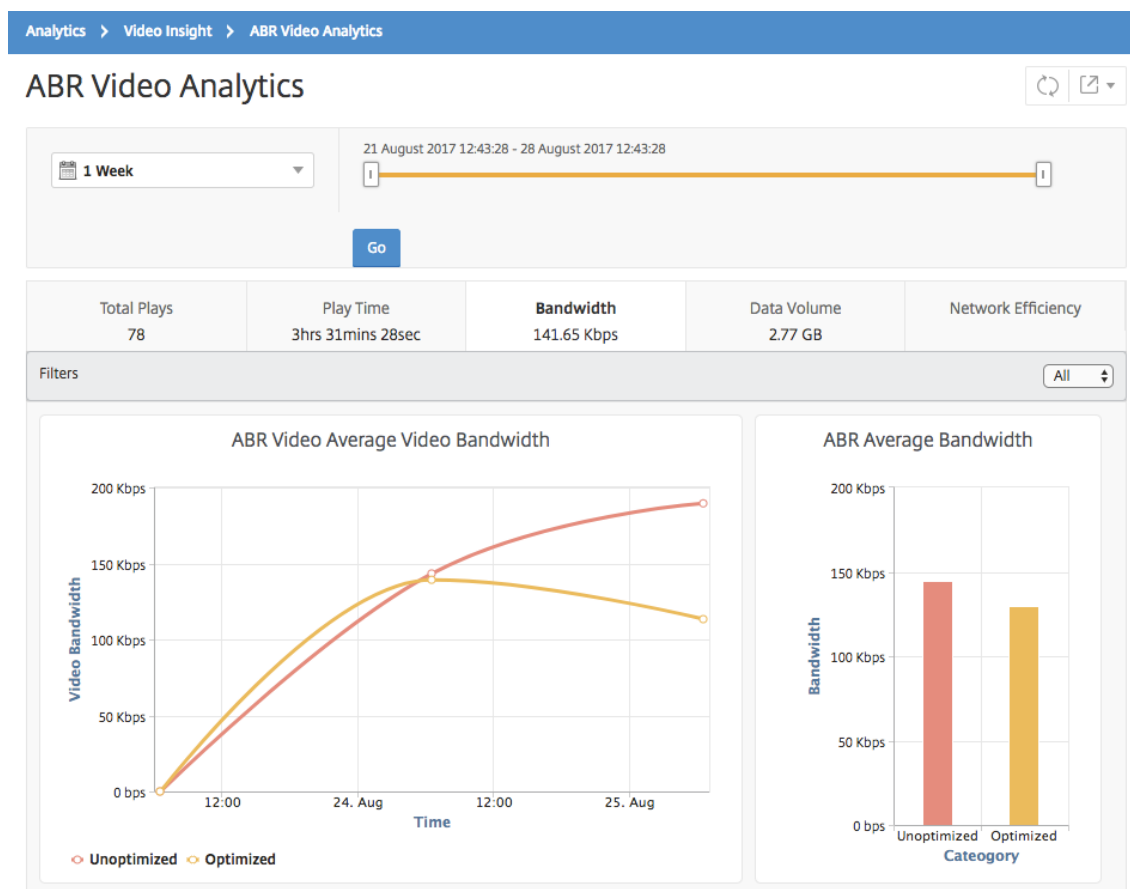 Analytics > Video Insight > ABR Video Analytics
ABR Video Analytics
1 Week
21 August 2017 12:43:28 - 28 August 2017 12:43:28
Go
Total Plays
78
Play Time
3hrs 31mins 28sec
Bandwidth
141.65 Kbps
Data Volume
2.77 GB
Network Efficiency
Filters
All
ABR Video Average Video Bandwidth
200 Kbps
150 Kbps
100 Kbps
50 Kbps
0 bps
Video Bandwidth
12:00
24. Aug
12:00
25. Aug
Time
Unoptimized
Optimized
ABR Average Bandwidth
200 Kbps
150 Kbps
100 Kbps
50 Kbps
0 bps
Bandwidth
Unoptimized
Optimized
Cateogory